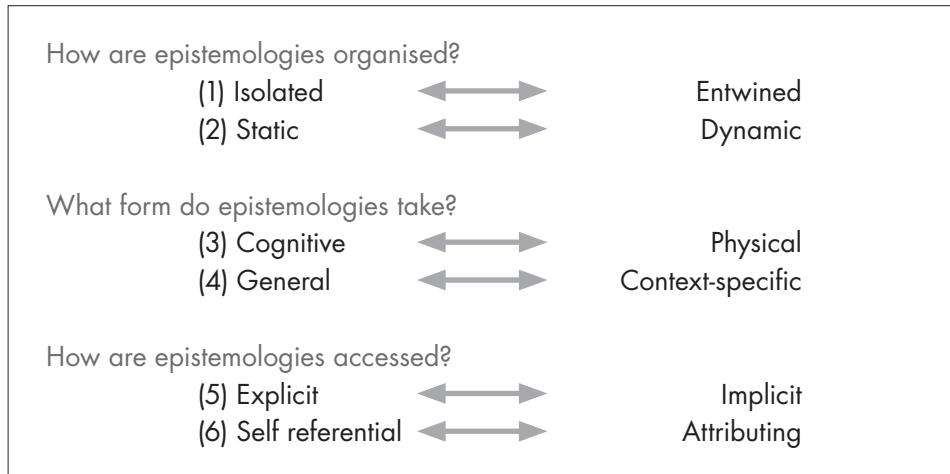 How are epistemologies organised?
(1) Isolated Entwined
(2) Static Dynamic
What form do epistemologies take?
(3) Cognitive Physical
(4) General Context-specific
How are epistemologies accessed?
(5) Explicit Implicit
(6) Self referential Attributing